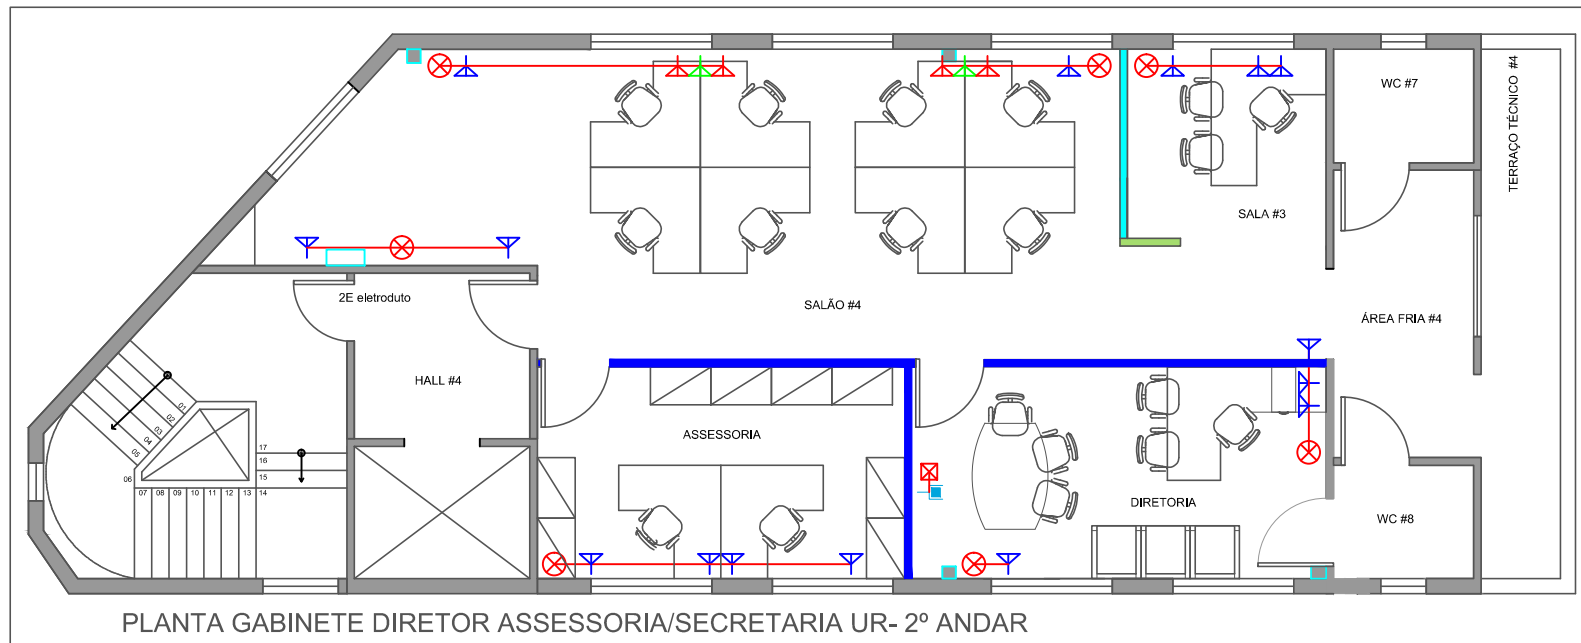 WC #7
TERRAÇO TÉCNICO #4
SALA #3
2E eletroduto
SALÃO #4
ÁREA FRIA #4
HALL #4
ASSESSORIA
DIRETORIA
WC #8
01
02
03
04
05
06
07 08 09 10 11 12 13 14
15
16
17
PLANTA GABINETE DIRETOR ASSESSORIA/SECRETARIA UR- 2º ANDAR